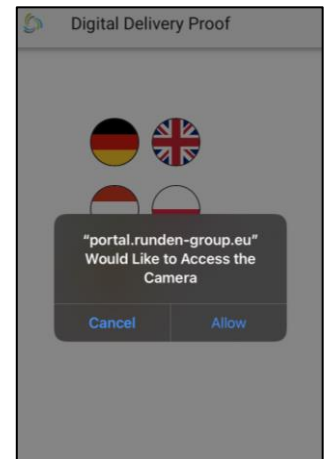 Digital Delivery Proof
“portal.runden-group.eu”
Would Like to Access the
Camera
Cancel
Allow